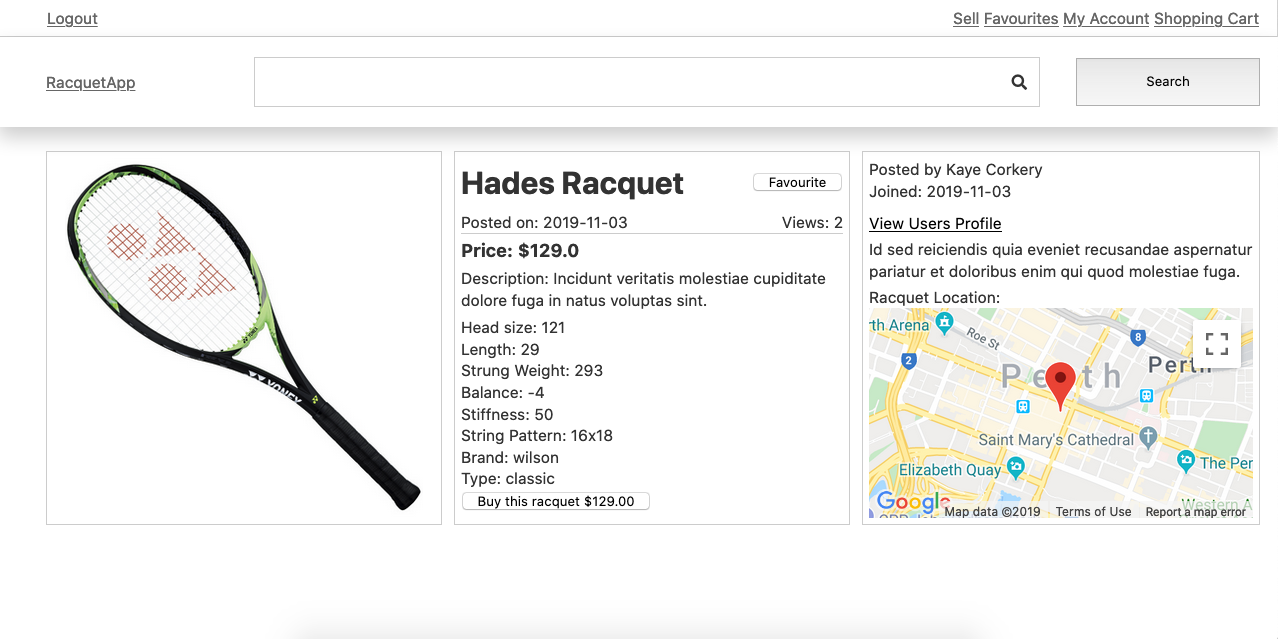 Logout
Sell Favourites My Account Shopping Cart
RacquetApp
Search
YONEX
Hades Racquet
Favourite
Posted on: 2019-11-03 Views: 2
Price: $129.0
Description: Incidunt veritatis molestiae cupiditate
dolore fuga in natus voluptas sint.
Head size: 121
Length: 29
Strung Weight: 293
Balance: -4
Stiffness: 50
String Pattern: 16x18
Brand: wilson
Type: classic
Buy this racquet $129.00
Posted by Kaye Corkery
Joined: 2019-11-03
View Users Profile
Id sed reiciendis quia eveniet recusandae aspernatur
pariatur et doloribus enim qui quod molestiae fuga.
Racquet Location:
rth Arena
Roe St
8
2
Perth
Perth
Saint Mary's Cathedral
Elizabeth Quay
The Per
Western A
Google
Map data ©2019 Terms of Use Report a map error